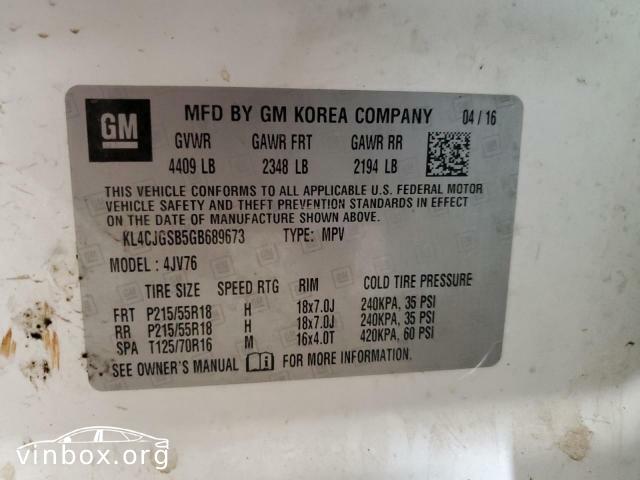 GM
MFD BY GM KOREA COMPANY 04/16
GVWR GAWR FRT GAWR RR
4409 LB 2348 LB 2194 LB
THIS VEHICLE CONFORMS TO ALL APPLICABLE U.S. FEDERAL MOTOR
VEHICLE SAFETY AND THEFT PREVENTION STANDARDS IN EFFECT
ON THE DATE OF MANUFACTURE SHOWN ABOVE.
KL4CJGSB5GB689673 TYPE: MPV
MODEL: 4JV76
TIRE SIZE SPEED RTG RIM COLD TIRE PRESSURE
FRT P215/55R18 H 18x7.0J 240KPA, 35 PSI
RR P215/55R18 H 18x7.0J 240KPA, 35 PSI
SPA T125/70R16 M 16x4.0T 420KPA, 60 PSI
SEE OWNER'S MANUAL FOR MORE INFORMATION.
vinbox.org